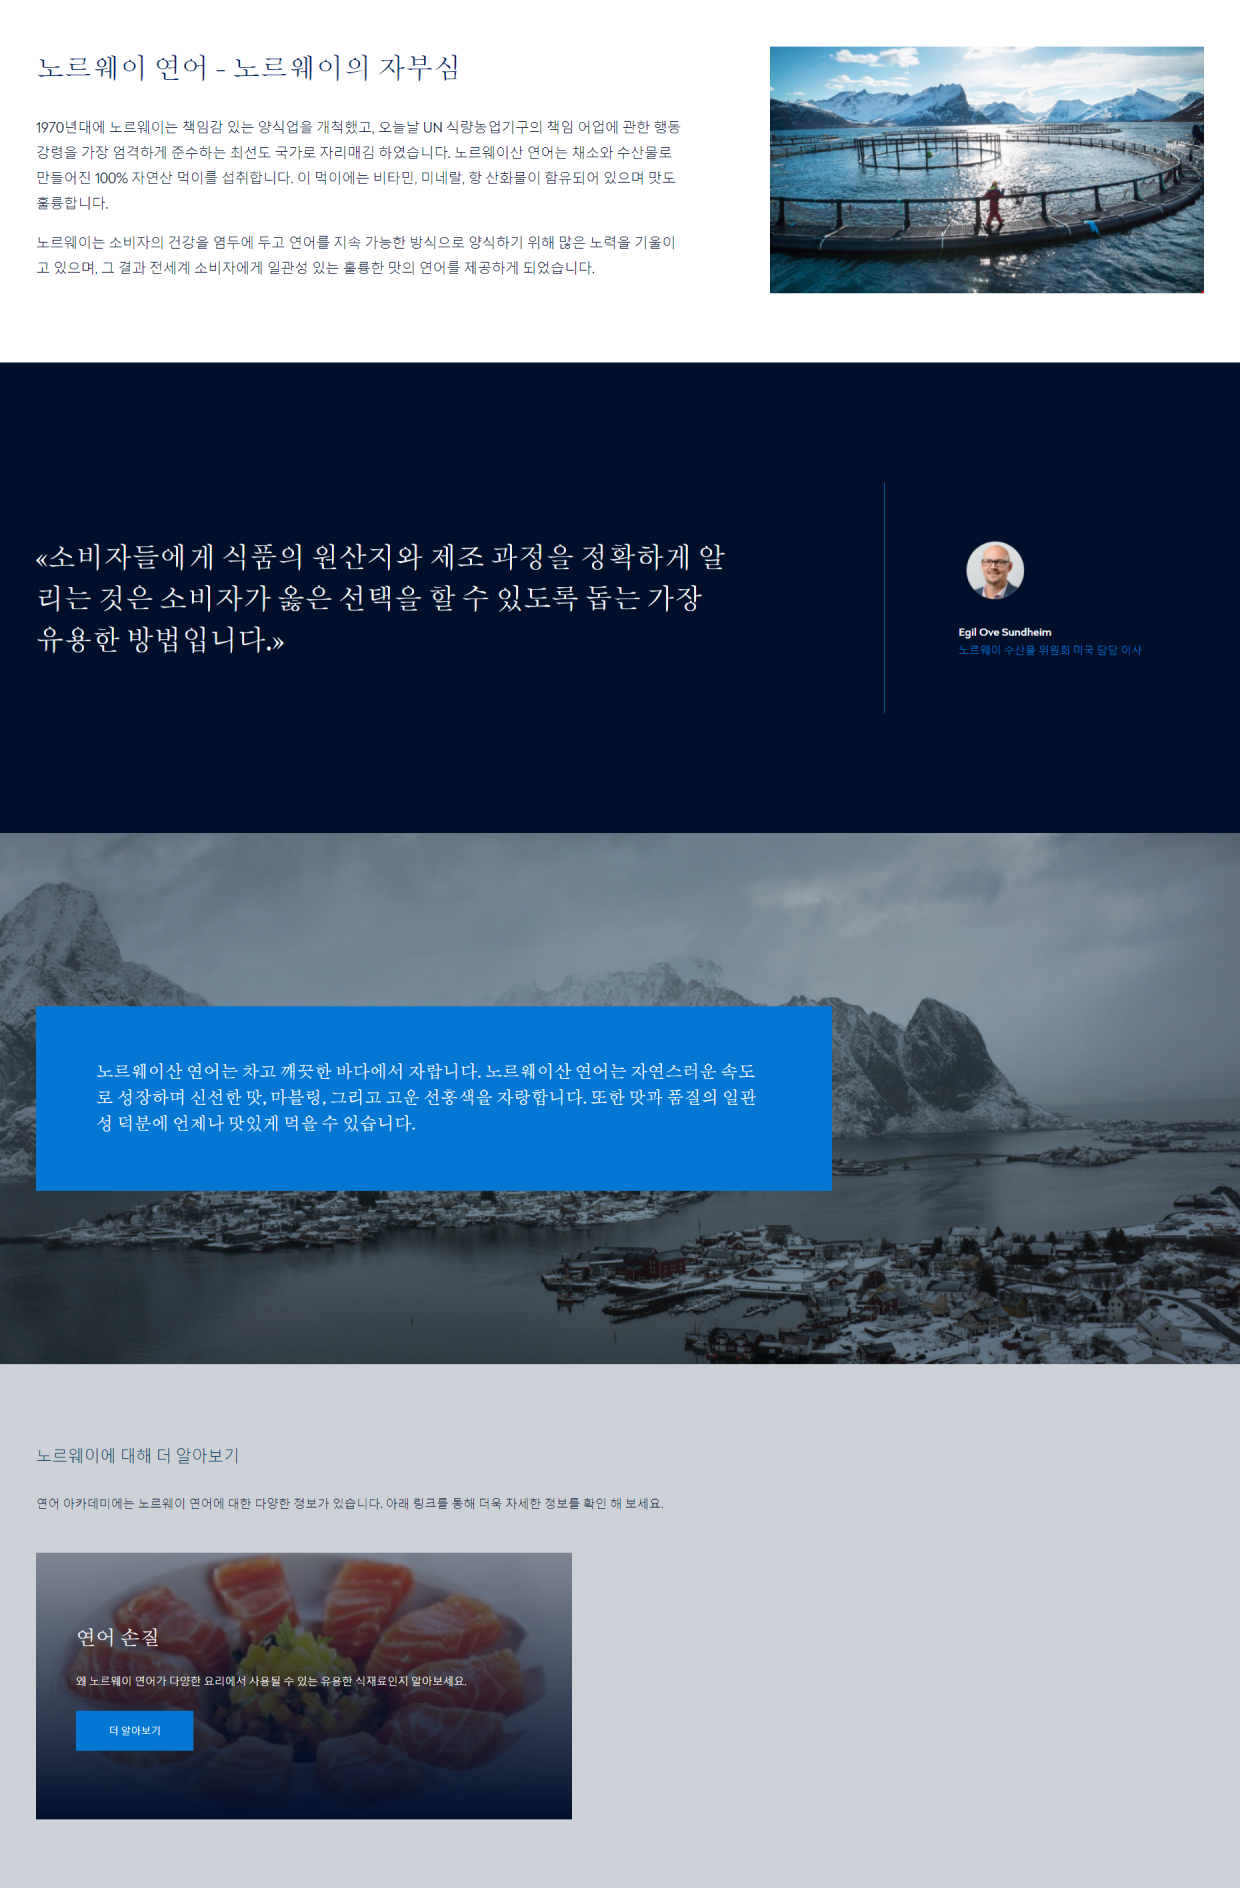 노르웨이 연어 - 노르웨이의 자부심
1970년대에 노르웨이는 책임감 있는 양식업을 개척했고, 오늘날 UN 식량농업기구의 책임 어업에 관한 행동
강령을 가장 엄격하게 준수하는 최선도 국가로 자리매김 하였습니다. 노르웨이산 연어는 채소와 수산물로
만들어진 100% 자연산 먹이를 섭취합니다. 이 먹이에는 비타민, 미네랄, 항 산화물이 함유되어 있으며 맛도
훌륭합니다.
노르웨이는 소비자의 건강을 염두에 두고 연어를 지속 가능한 방식으로 양식하기 위해 많은 노력을 기울이
고 있으며, 그 결과 전세계 소비자에게 일관성 있는 훌륭한 맛의 연어를 제공하게 되었습니다.
«소비자들에게 식품의 원산지와 제조 과정을 정확하게 알
리는 것은 소비자가 옳은 선택을 할 수 있도록 돕는 가장
유용한 방법입니다.»
Egil Ove Sundheim
노르웨이 수산물 위원회 미국 담당 이사
노르웨이산 연어는 차고 깨끗한 바다에서 자랍니다. 노르웨이산 연어는 자연스러운 속도
로 성장하며 신선한 맛, 마블링, 그리고 고운 선홍색을 자랑합니다. 또한 맛과 품질의 일관
성 덕분에 언제나 맛있게 먹을 수 있습니다.
노르웨이에 대해 더 알아보기
연어 아카데미에는 노르웨이 연어에 대한 다양한 정보가 있습니다. 아래 링크를 통해 더욱 자세한 정보를 확인 해 보세요.
연어 손질
왜 노르웨이 연어가 다양한 요리에서 사용될 수 있는 유용한 식재료인지 알아보세요.
더 알아보기